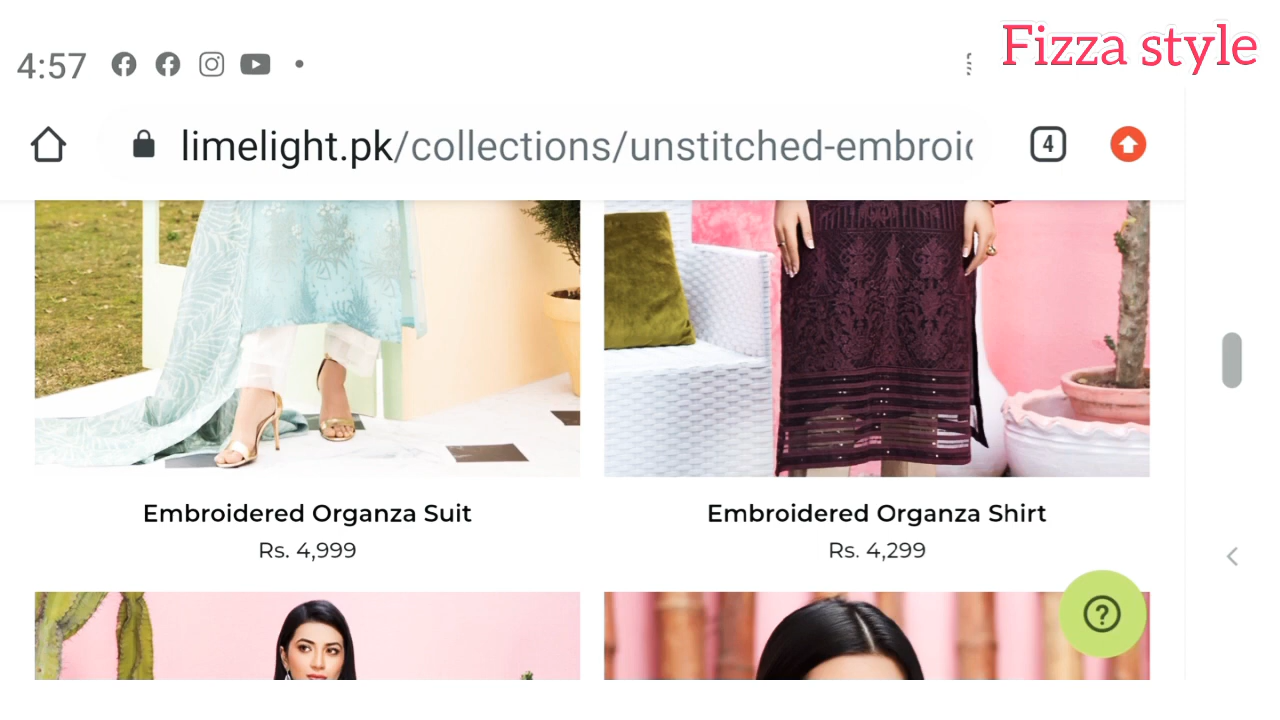 Fizza style
4:57
limelight.pk/collections/unstitched-embroic
4
Embroidered Organza Suit
Rs. 4,999
Embroidered Organza Shirt
Rs. 4,299
?